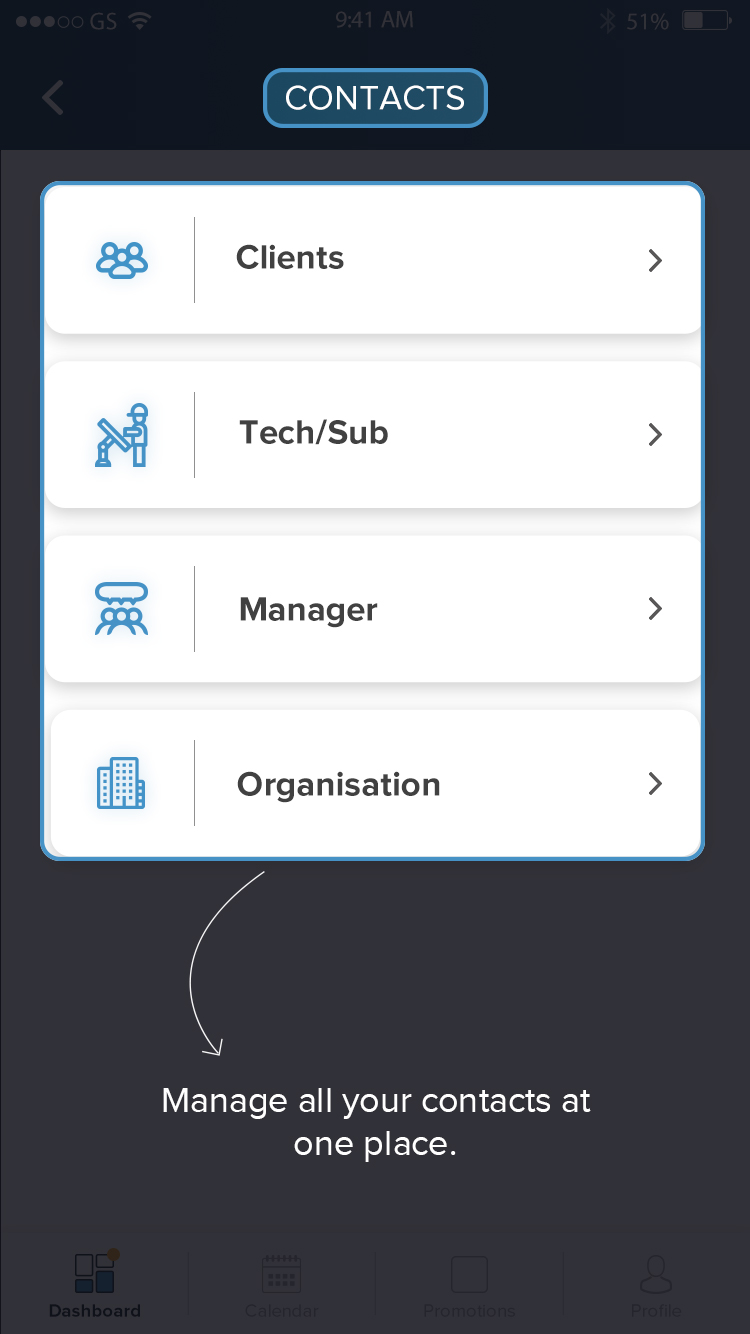 GS 9:41 AM 51%
CONTACTS
Clients
Tech/Sub
Manager
Organisation
Manage all your contacts at
one place.
Dashboard Calendar Promotions Profile